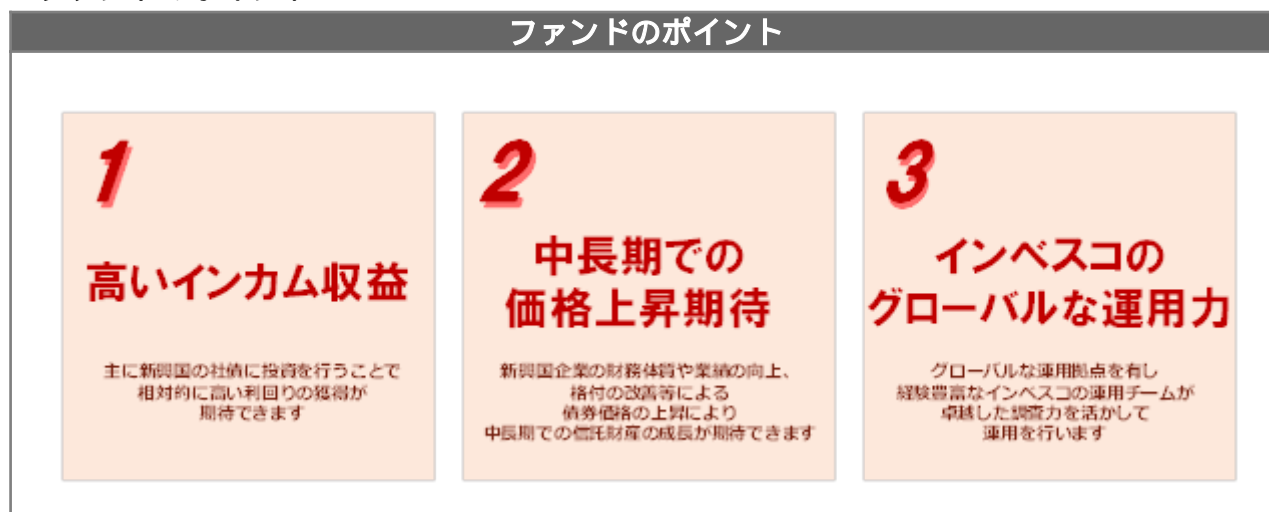 ファンドのポイント
1
高いインカム収益
主に新興国の社債に投資を行うことで
相対的に高い利回りの獲得が
期待できます
2
中長期での
価格上昇期待
新興国企業の財務体質や業績の向上、
格付の改善等による
債券価格の上昇により
中長期での信託財産の成長が期待できます
3
インベスコの
グローバルな運用力
グローバルな運用拠点を有し
経験豊富なインベスコの運用チームが
卓越した調査力を活かして
運用を行います